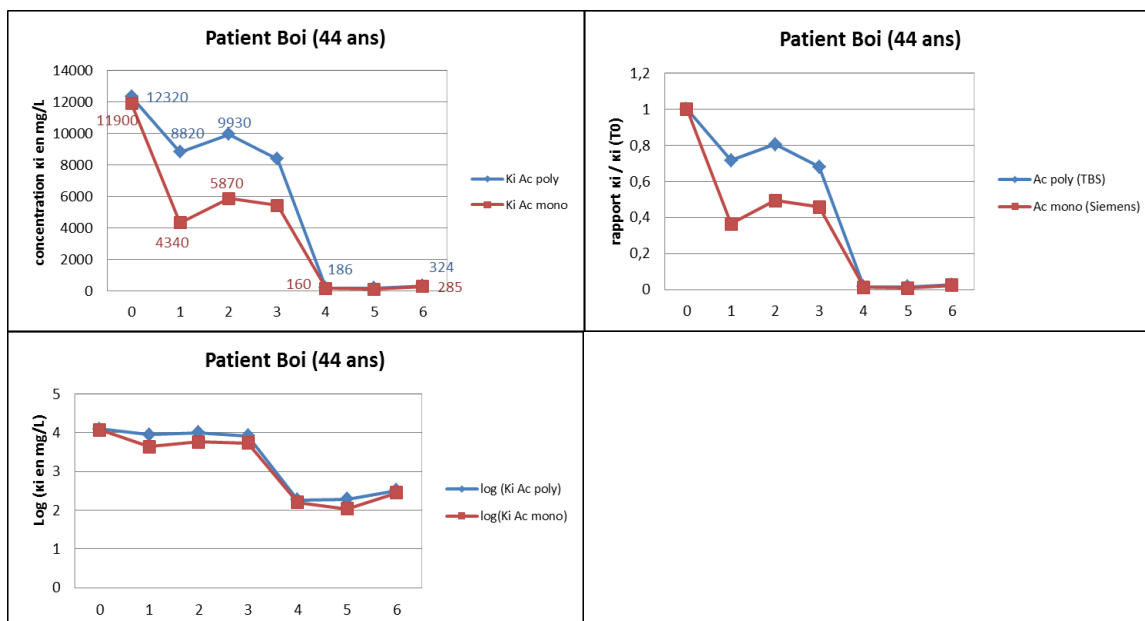 Patient Boi (44 ans)
concentration κi en mg/L
14000
12000
10000
8000
6000
4000
2000
0
12320
11900
8820
9930
5870
4340
160
186
324
285
0 1 2 3 4 5 6
Ki Ac poly
Ki Ac mono
Patient Boi (44 ans)
rapport κi / κi (T0)
1,2
1
0,8
0,6
0,4
0,2
0
0 1 2 3 4 5 6
Ac poly (TBS)
Ac mono (Siemens)
Patient Boi (44 ans)
Log (κi en mg/L)
5
4
3
2
1
0
0 1 2 3 4 5 6
log (Ki Ac poly)
log(Ki Ac mono)